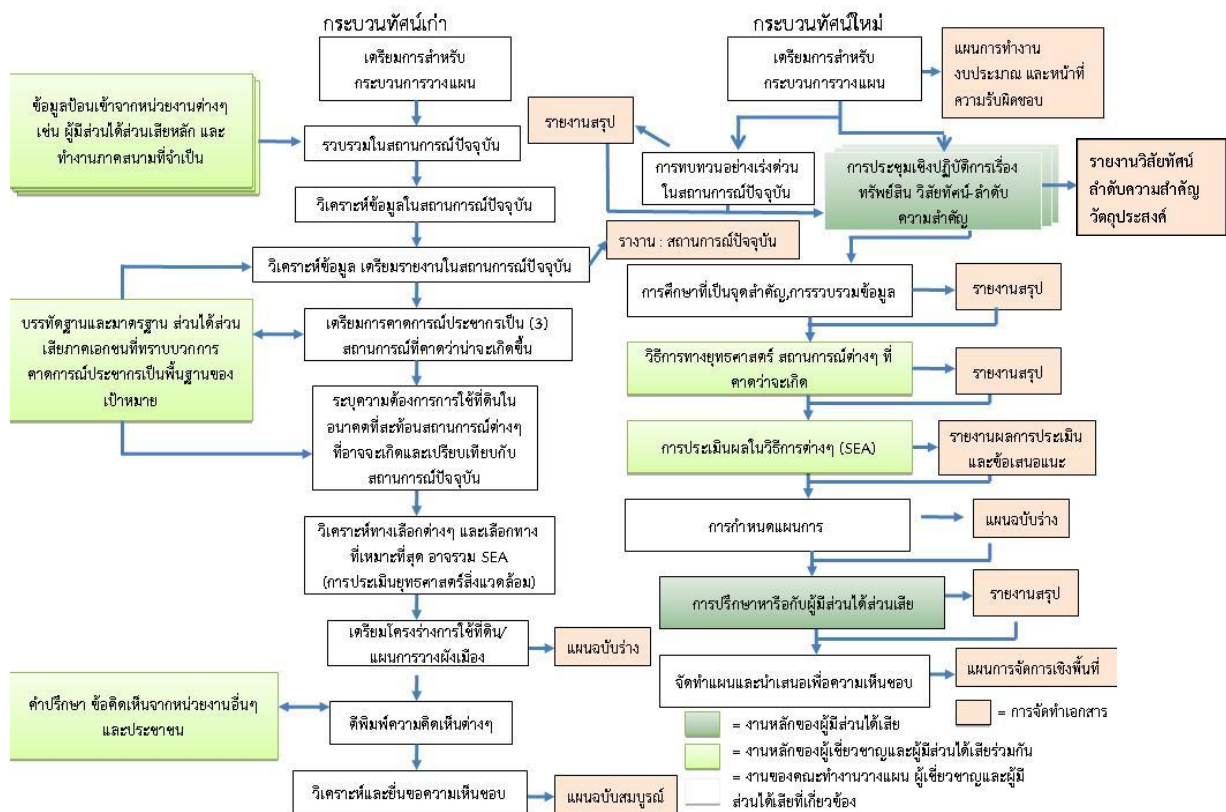 กระบวนทัศน์เก่า
เตรียมการสำหรับ
กระบวนการวางแผน
ข้อมูลป้อนเข้าจากหน่วยงานต่างๆ
เช่น ผู้มีส่วนได้ส่วนเสียหลัก และ
ทำงานภาคสนามที่จำเป็น
รวบรวมในสถานการณ์ปัจจุบัน
วิเคราะห์ข้อมูลในสถานการณ์ปัจจุบัน
วิเคราะห์ข้อมูล เตรียมรายงานในสถานการณ์ปัจจุบัน
รางาน : สถานการณ์ปัจจุบัน
บรรทัดฐานและมาตรฐาน ส่วนได้ส่วน
เสียภาคเอกชนที่ทราบบวกการ
คาดการณ์ประชากรเป็นพื้นฐานของ
เป้าหมาย
เตรียมการคาดการณ์ประชากรเป็น (3)
สถานการณ์ที่คาดว่าน่าจะเกิดขึ้น
ระบุความต้องการการใช้ที่ดินใน
อนาคตที่สะท้อนสถานการณ์ต่างๆ
ที่อาจจะเกิดและเปรียบเทียบกับ
สถานการณ์ปัจจุบัน
วิเคราะห์ทางเลือกต่างๆ และเลือกทาง
ที่เหมาะที่สุด อาจรวม SEA
(การประเมินยุทธศาสตร์สิ่งแวดล้อม)
เตรียมโครงร่างการใช้ที่ดิน/
แผนการวางผังเมือง
แผนฉบับร่าง
คำปรึกษา ข้อคิดเห็นจากหน่วยงานอื่นๆ
และประชาชน
ตีพิมพ์ความคิดเห็นต่างๆ
วิเคราะห์และยื่นขอความเห็นชอบ
แผนฉบับสมบูรณ์
กระบวนทัศน์ใหม่
เตรียมการสำหรับ
กระบวนการวางแผน
แผนการทำงาน
งบประมาณ และหน้าที่
ความรับผิดชอบ
รายงานสรุป
การทบทวนอย่างเร่งด่วน
ในสถานการณ์ปัจจุบัน
การประชุมเชิงปฏิบัติการเรื่อง
ทรัพย์สิน วิสัยทัศน์-ลำดับ
ความสำคัญ
รายงานวิสัยทัศน์
ลำดับความสำคัญ
วัตถุประสงค์
การศึกษาที่เป็นจุดสำคัญ,การรวบรวมข้อมูล
รายงานสรุป
วิธีการทางยุทธศาสตร์ สถานการณ์ต่างๆ ที่
คาดว่าจะเกิด
รายงานสรุป
การประเมินผลในวิธีการต่างๆ (SEA)
รายงานผลการประเมิน
และข้อเสนอแนะ
การกำหนดแผนการ
แผนฉบับร่าง
การปรึกษาหารือกับผู้มีส่วนได้ส่วนเสีย
รายงานสรุป
จัดทำแผนและนำเสนอเพื่อความเห็นชอบ
แผนการจัดการเชิงพื้นที่
= งานหลักของผู้มีส่วนได้เสีย
= การจัดทำเอกสาร
= งานหลักของผู้เชี่ยวชาญและผู้มีส่วนได้เสียร่วมกัน
= งานของคณะทำงานวางแผน ผู้เชี่ยวชาญและผู้มี
ส่วนได้เสียที่เกี่ยวข้อง